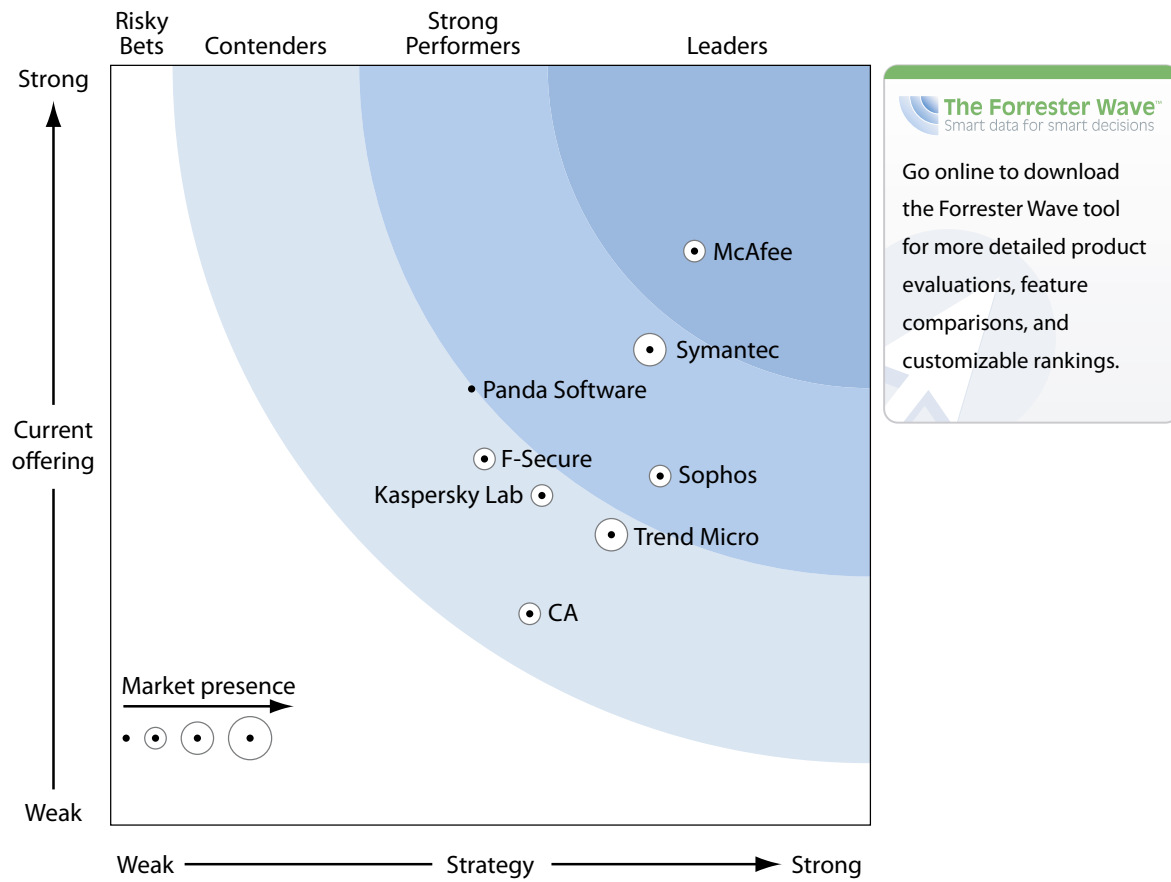 Risky
Bets
Contenders
Strong
Performers
Leaders
Strong
Current
offering
Weak
McAfee
Symantec
Panda Software
F-Secure
Kaspersky Lab
Sophos
Trend Micro
CA
Market presence
Weak
Strategy
Strong
The Forrester Wave™
Smart data for smart decisions
Go online to download
the Forrester Wave tool
for more detailed product
evaluations, feature
comparisons, and
customizable rankings.